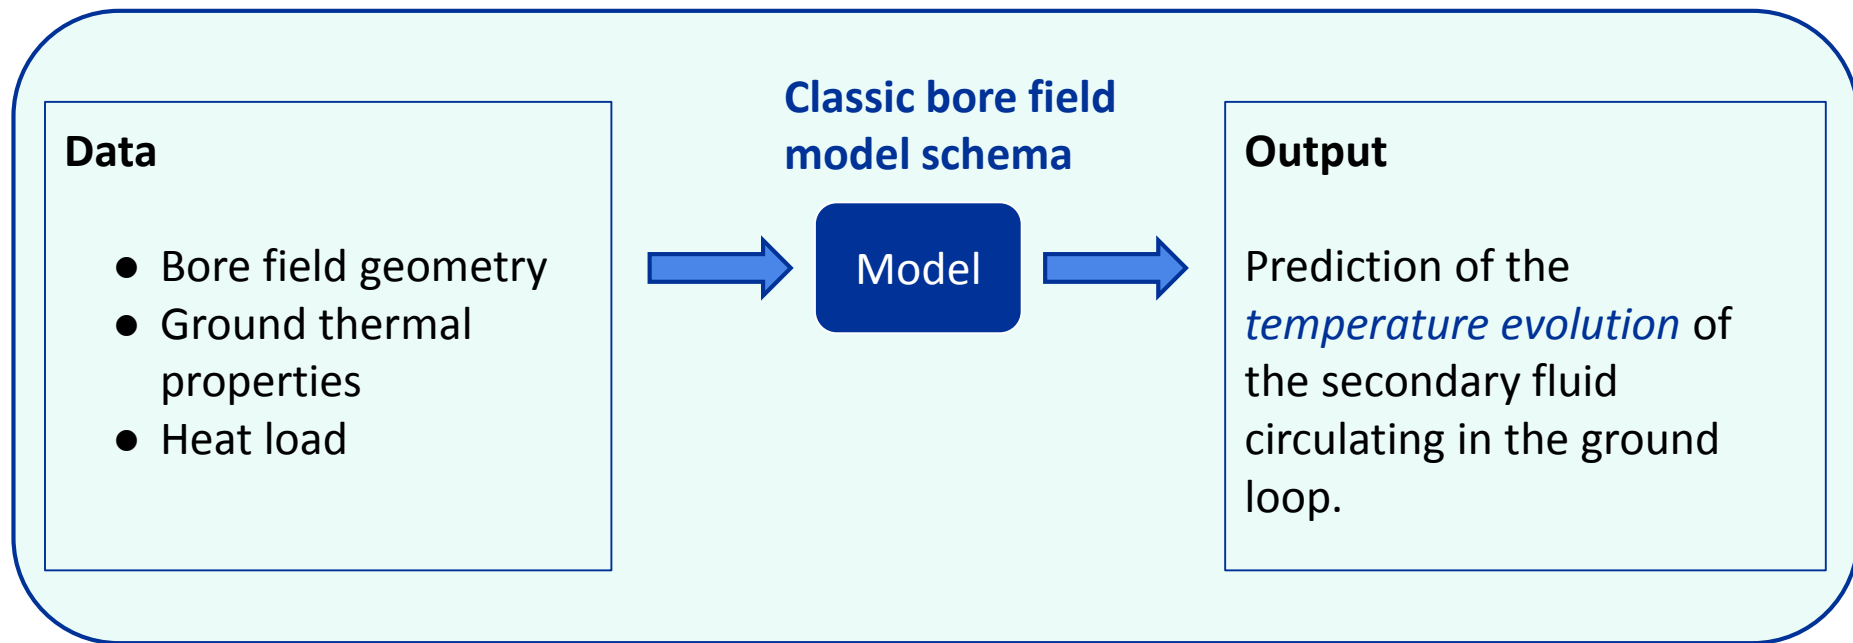 Classic bore field
model schema
Data
● Bore field geometry
● Ground thermal
properties
● Heat load
Model
Output
Prediction of the
temperature evolution of
the secondary fluid
circulating in the ground
loop.